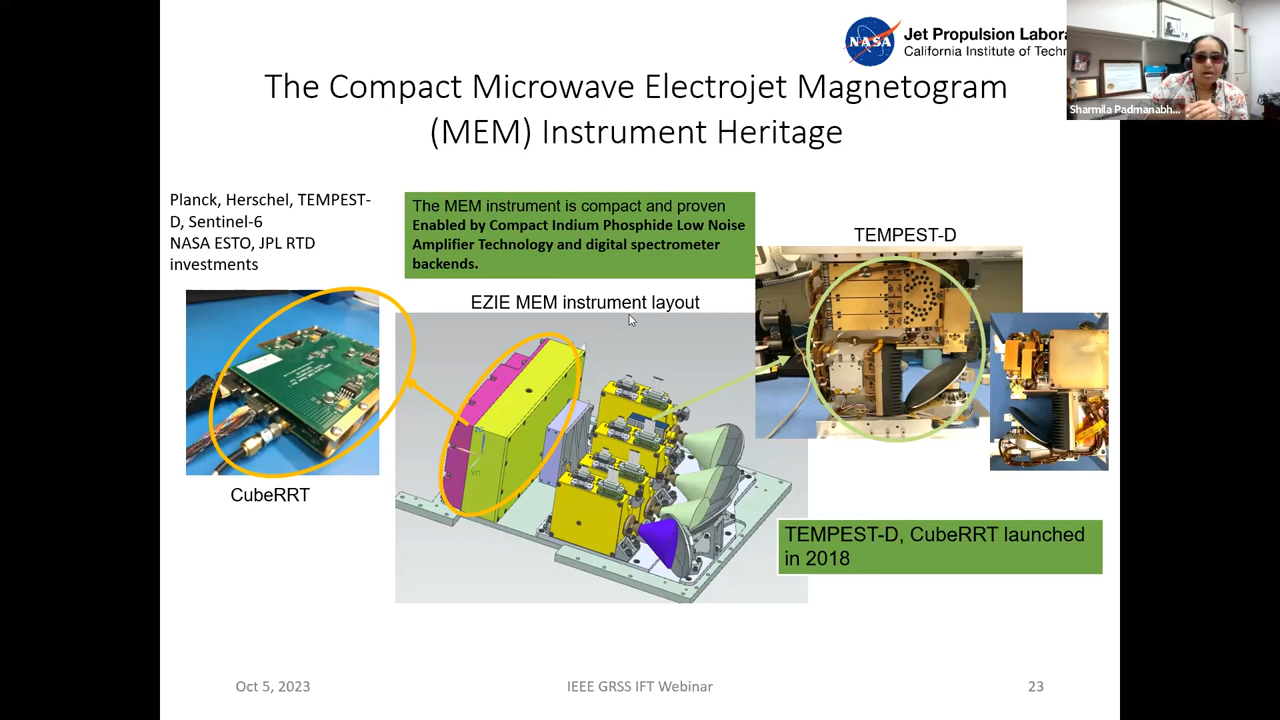 NASA
Jet Propulsion Labora
California Institute of Techn
Sharmila Padmanabh...
The Compact Microwave Electrojet Magnetogram
(MEM) Instrument Heritage
Planck, Herschel, TEMPEST-
D, Sentinel-6
NASA ESTO, JPL RTD
investments
The MEM instrument is compact and proven
Enabled by Compact Indium Phosphide Low Noise
Amplifier Technology and digital spectrometer
backends.
TEMPEST-D
EZIE MEM instrument layout
CubeRRT
TEMPEST-D, CubeRRT launched
in 2018
Oct 5, 2023
IEEE GRSS IFT Webinar
23